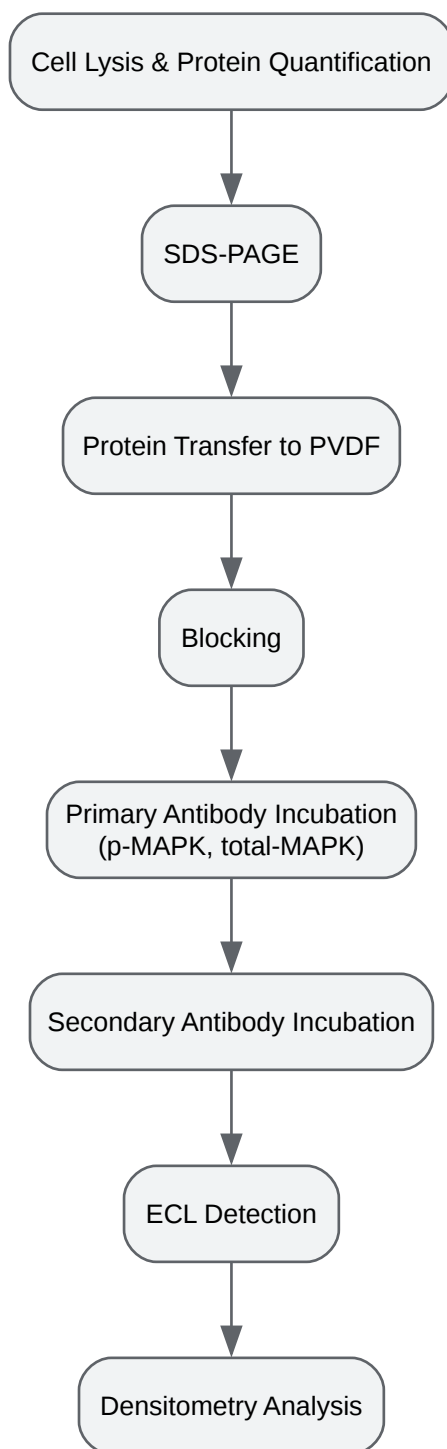 Cell Lysis & Protein Quantification
SDS-PAGE
Protein Transfer to PVDF
Blocking
Primary Antibody Incubation
(p-MAPK, total-MAPK)
Secondary Antibody Incubation
ECL Detection
Densitometry Analysis